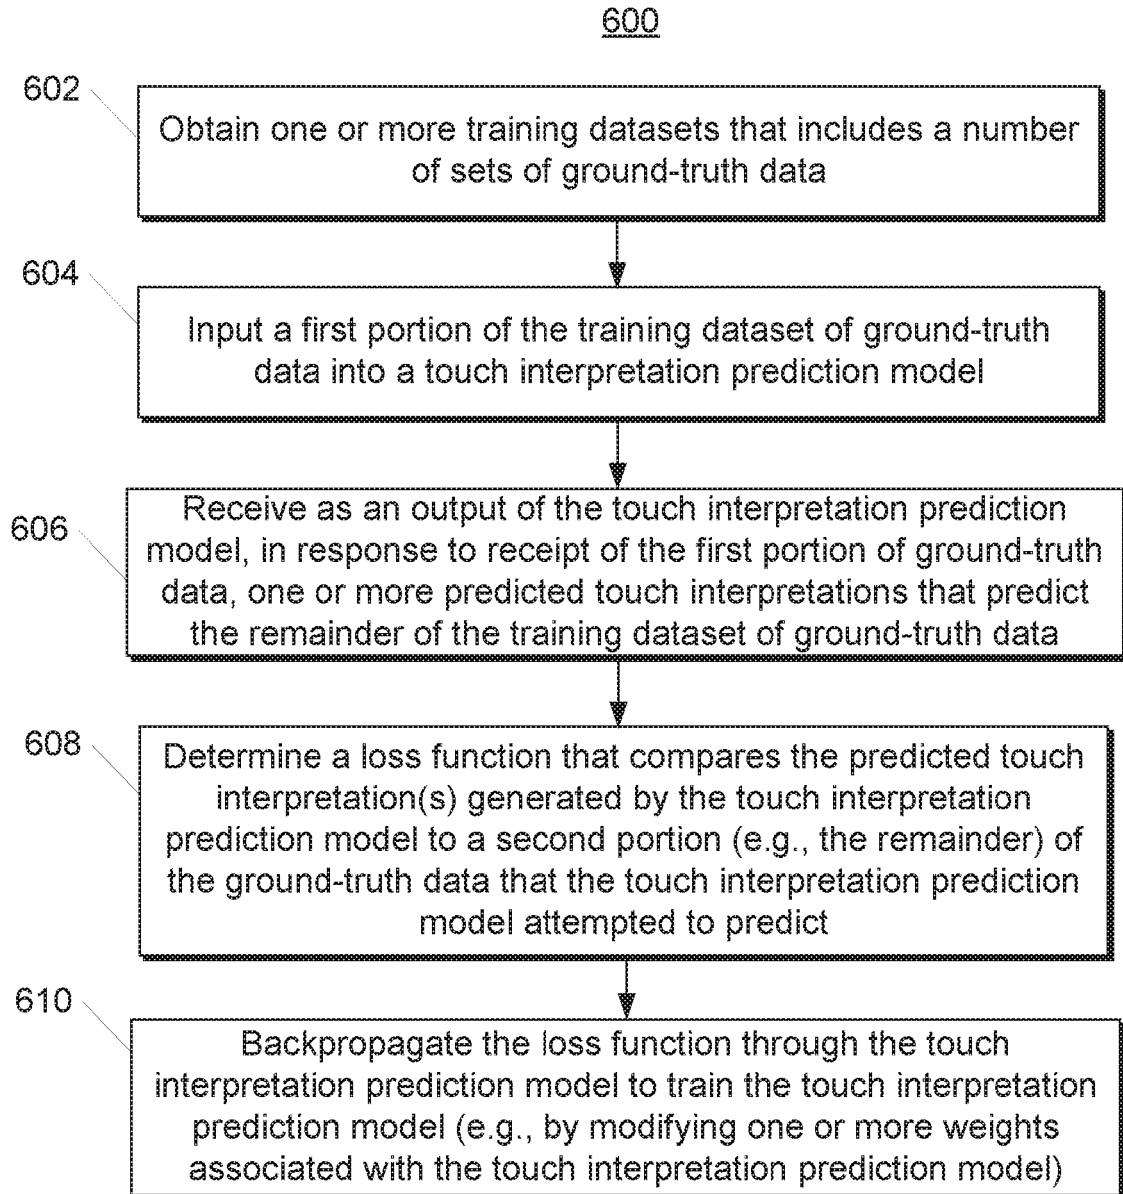 600
602
Obtain one or more training datasets that includes a number
of sets of ground-truth data
604
Input a first portion of the training dataset of ground-truth
data into a touch interpretation prediction model
606
Receive as an output of the touch interpretation prediction
model, in response to receipt of the first portion of ground-truth
data, one or more predicted touch interpretations that predict
the remainder of the training dataset of ground-truth data
608
Determine a loss function that compares the predicted touch
interpretation(s) generated by the touch interpretation
prediction model to a second portion (e.g., the remainder) of
the ground-truth data that the touch interpretation prediction
model attempted to predict
610
Backpropagate the loss function through the touch
interpretation prediction model to train the touch interpretation
prediction model (e.g., by modifying one or more weights
associated with the touch interpretation prediction model)